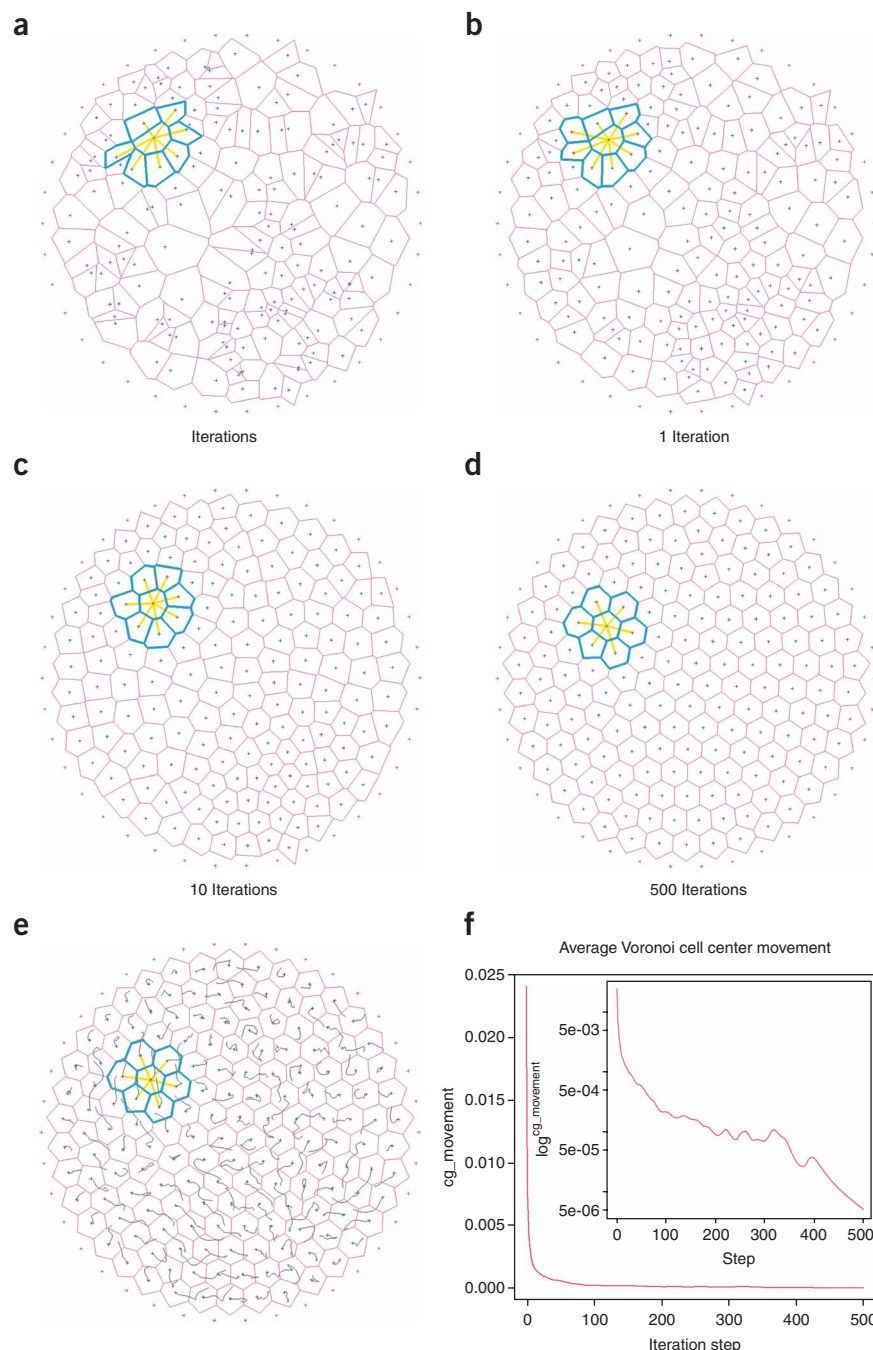 a
b
Iterations
1 Iteration
c
d
10 Iterations
500 Iterations
e
f
Average Voronoi cell center movement
0.025
0.020
0.015
0.010
0.005
0.000
cg_movement
0
100
200
300
400
500
Iteration step
5e-03
5e-04
5e-05
5e-06
log cg_movement
0
100
200
300
400
500
Step